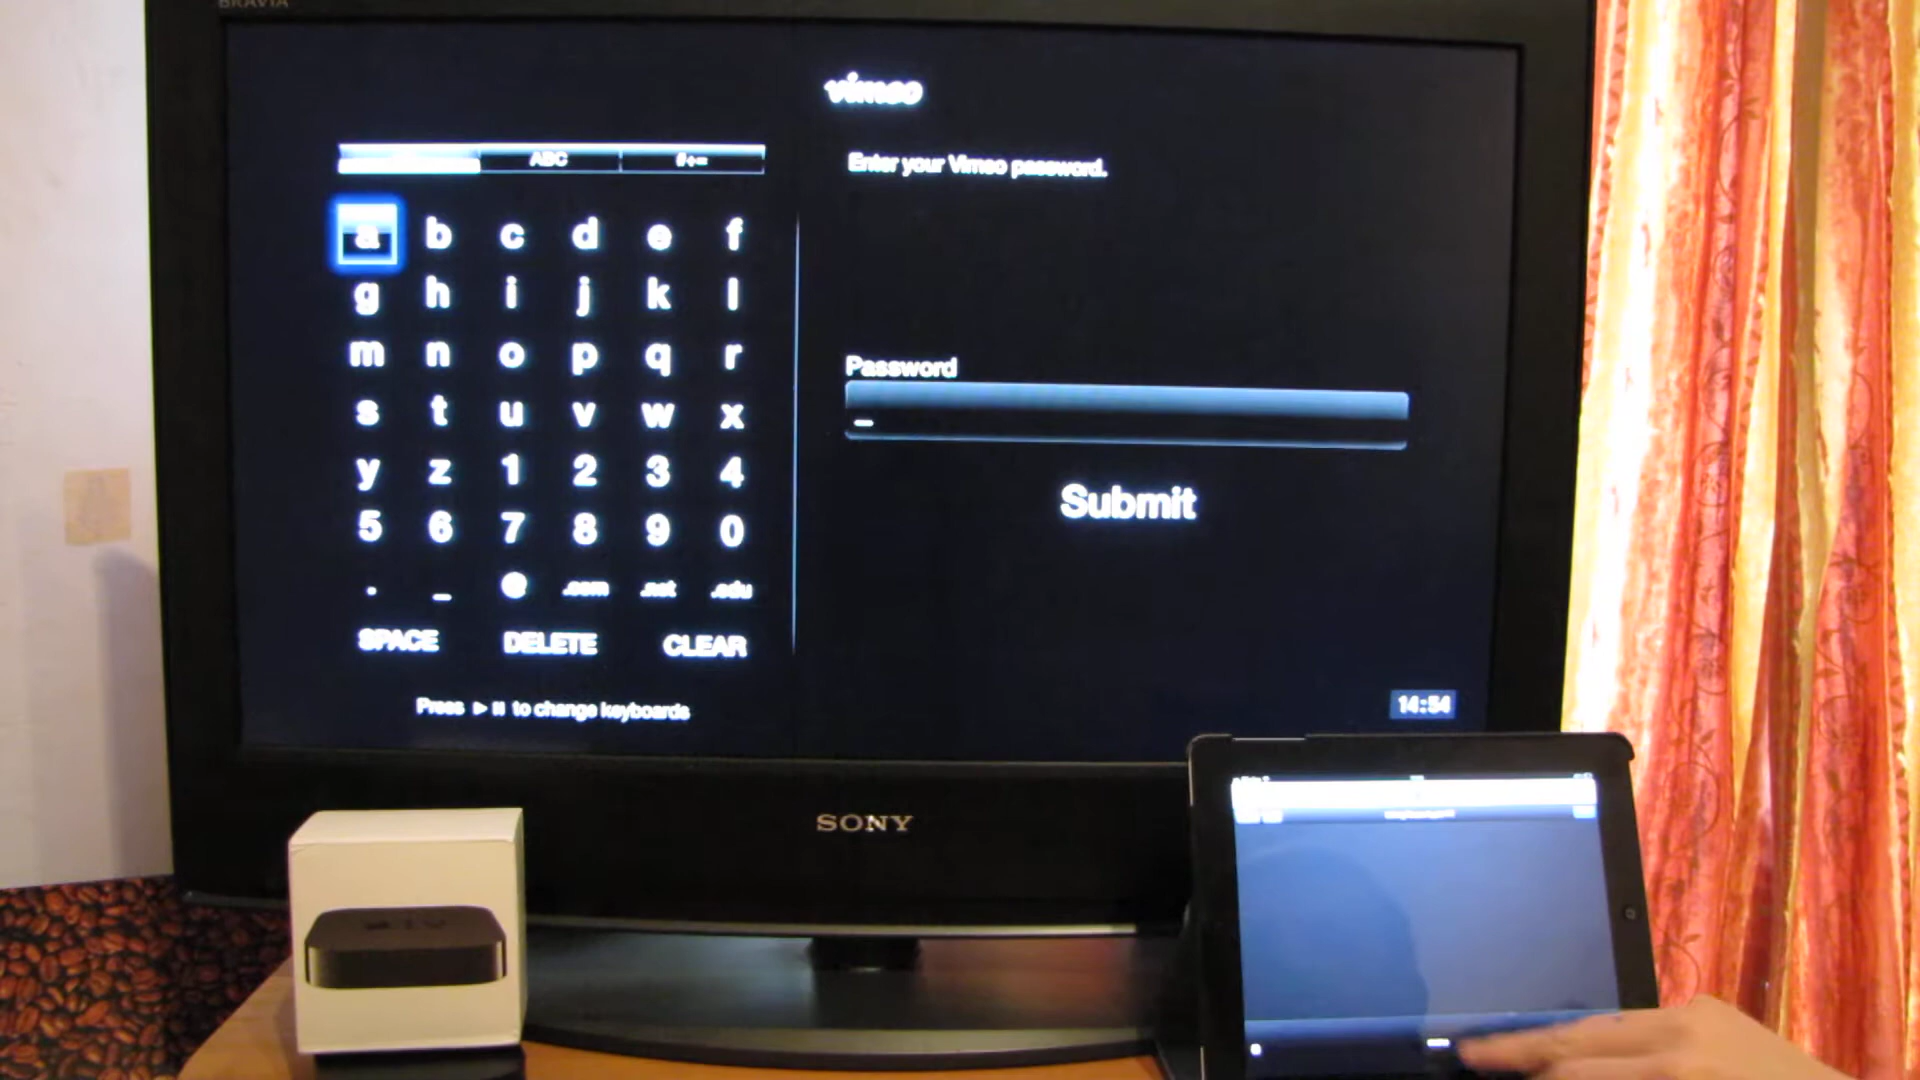 BRAVIA
vimeo
ABC #+=
Enter your Vimeo password.
a b c d e f
g h i j k l
m n o p q r
s t u v w x
y z 1 2 3 4
5 6 7 8 9 0
. _ @ .com .net .edu
SPACE DELETE CLEAR
Press ►II to change keyboards
Password
_
Submit
14:54
SONY
tv